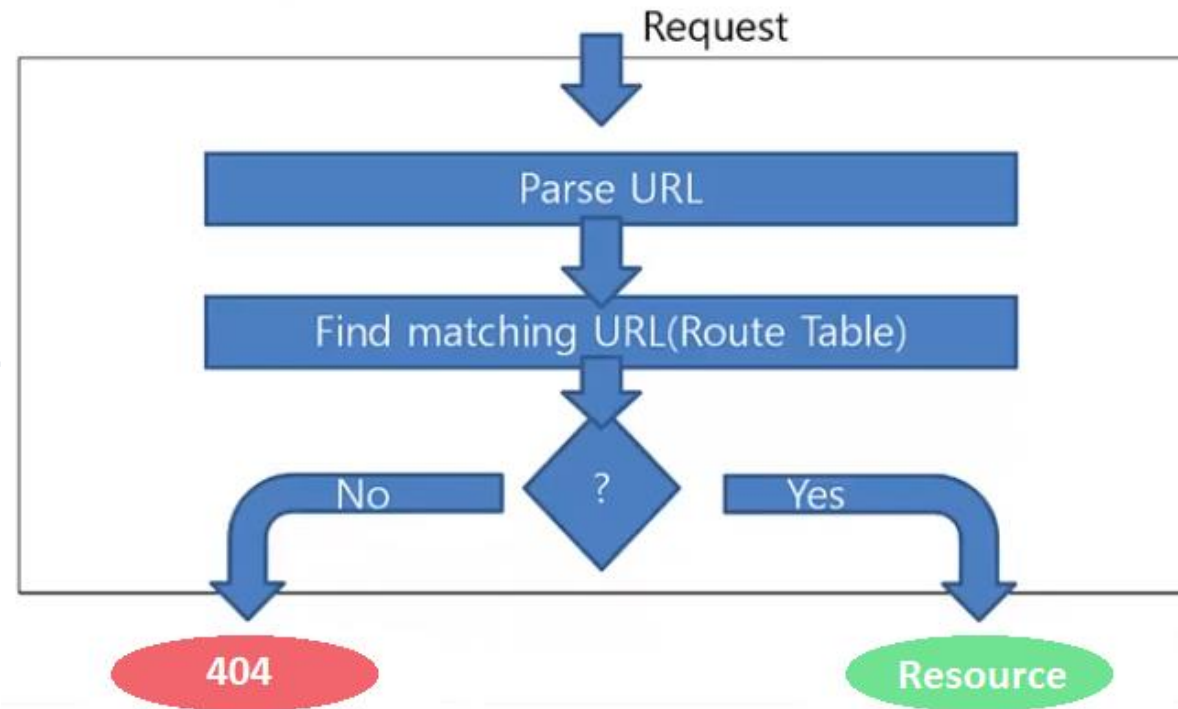 Request
Parse URL
Find matching URL(Route Table)
?
No
Yes
404
Resource